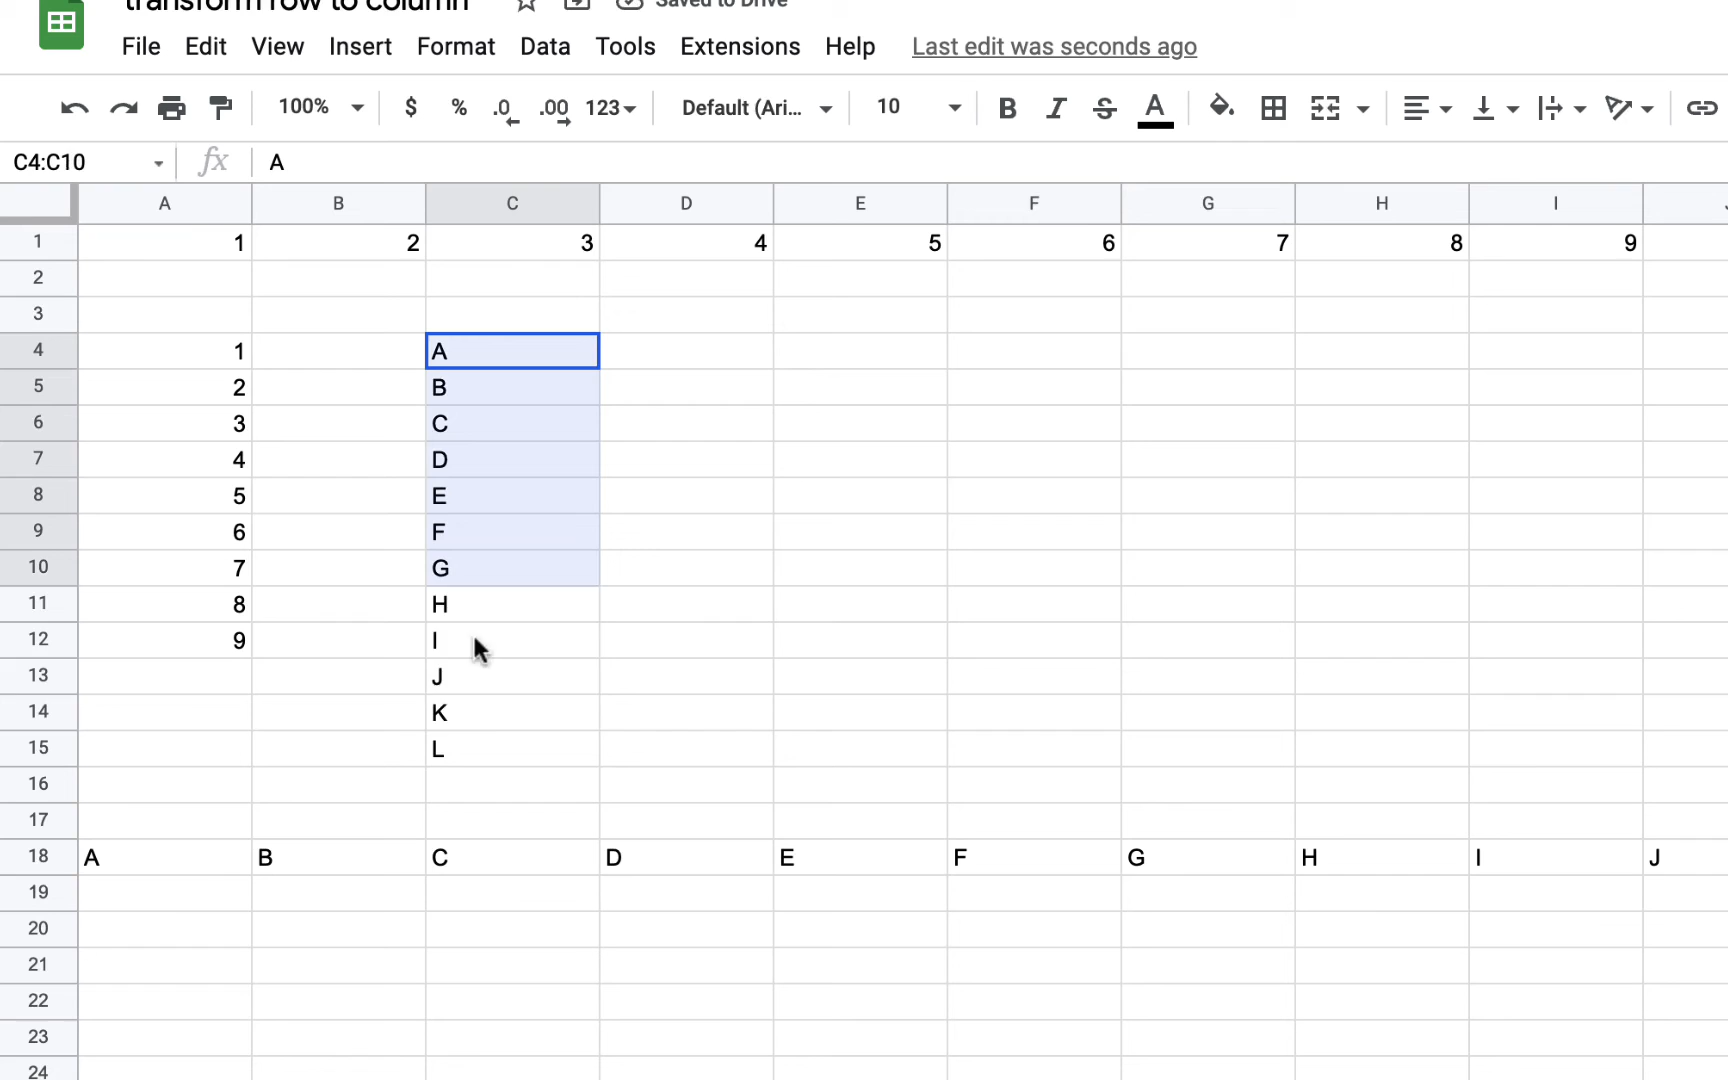 transform row to column Saved to Drive
File Edit View Insert Format Data Tools Extensions Help Last edit was seconds ago
100% $ % .0 .00 123 Default (Ari... 10 B I S A
C4:C10 fx A
A B C D E F G H I
1 1 2 3 4 5 6 7 8 9
2
3
4 1 A
5 2 B
6 3 C
7 4 D
8 5 E
9 6 F
10 7 G
11 8 H
12 9 I
13 J
14 K
15 L
16
17
18 A B C D E F G H I J
19
20
21
22
23
24